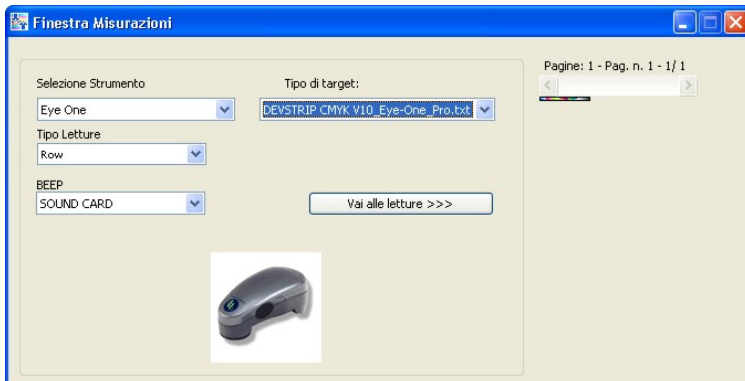 Finestra Misurazioni
Pagine: 1 - Pag. n. 1 - 1/ 1
Selezione Strumento
Tipo di target:
Eye One
DEVSTRIP CMYK V10_Eye-One_Pro.txt
Tipo Letture
Row
BEEP
SOUND CARD
Vai alle letture >>>